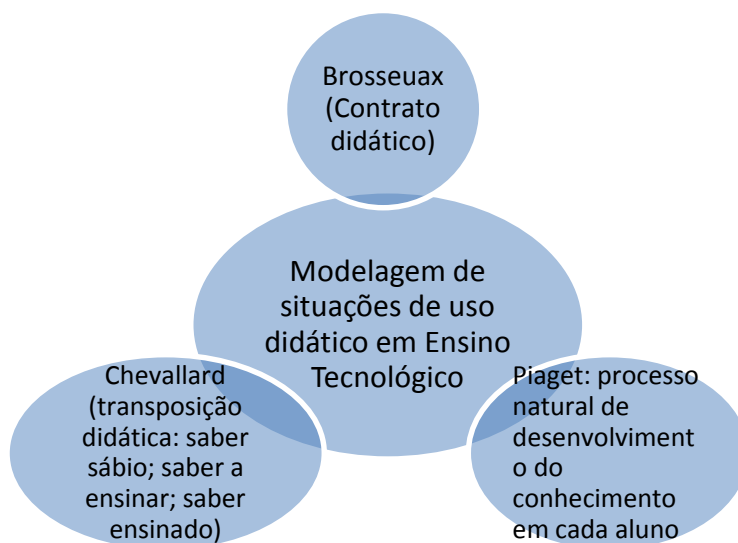 Brosseuax
(Contrato
didático)
Modelagem de
situações de uso
didático em Ensino
Tecnológico
Chevallard
(transposição
didática: saber
sábio; saber a
ensinar; saber
ensinado)
Piaget: processo
natural de
desenvolviment
o do
conhecimento
em cada aluno